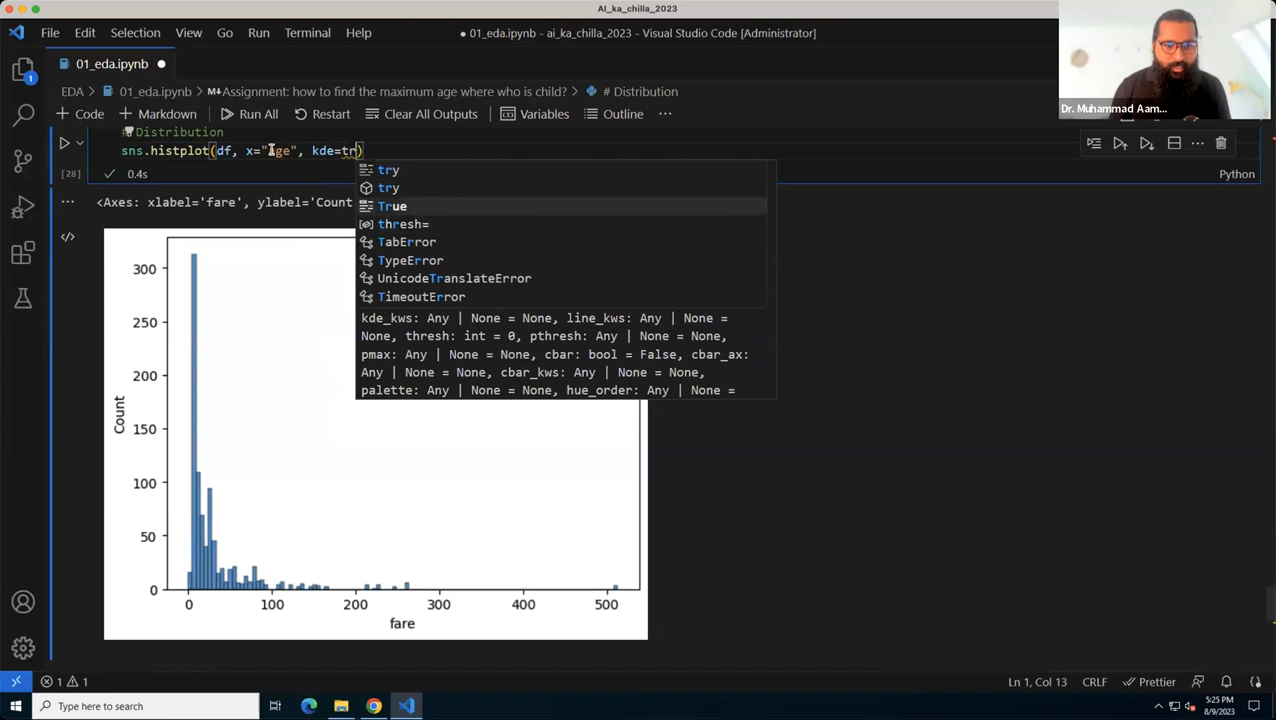 AI_ka_chilla_2023
File Edit Selection View Go Run Terminal Help
● 01_eda.ipynb - ai_ka_chilla_2023 - Visual Studio Code [Administrator]
01_eda.ipynb
EDA > 01_eda.ipynb > Assignment: how to find the maximum age where who is child? > # Distribution
+ Code + Markdown Run All Restart Clear All Outputs Variables Outline ...
Distribution
sns.histplot(df, x="age", kde=tr)
[28] 0.4s Python
<Axes: xlabel='fare', ylabel='Count
try
try
True
thresh=
TabError
TypeError
UnicodeTranslateError
TimeoutError
kde_kws: Any | None = None, line_kws: Any | None =
None, thresh: int = 0, pthresh: Any | None = None,
pmax: Any | None = None, cbar: bool = False, cbar_ax:
Any | None = None, cbar_kws: Any | None = None,
palette: Any | None = None, hue_order: Any | None =
300
250
200
150
100
50
0
Count
0 100 200 300 400 500
fare
Dr. Muhammad Aam...
1
1 1 Ln 1, Col 13 CRLF Prettier
Type here to search
5:25 PM
8/9/2023